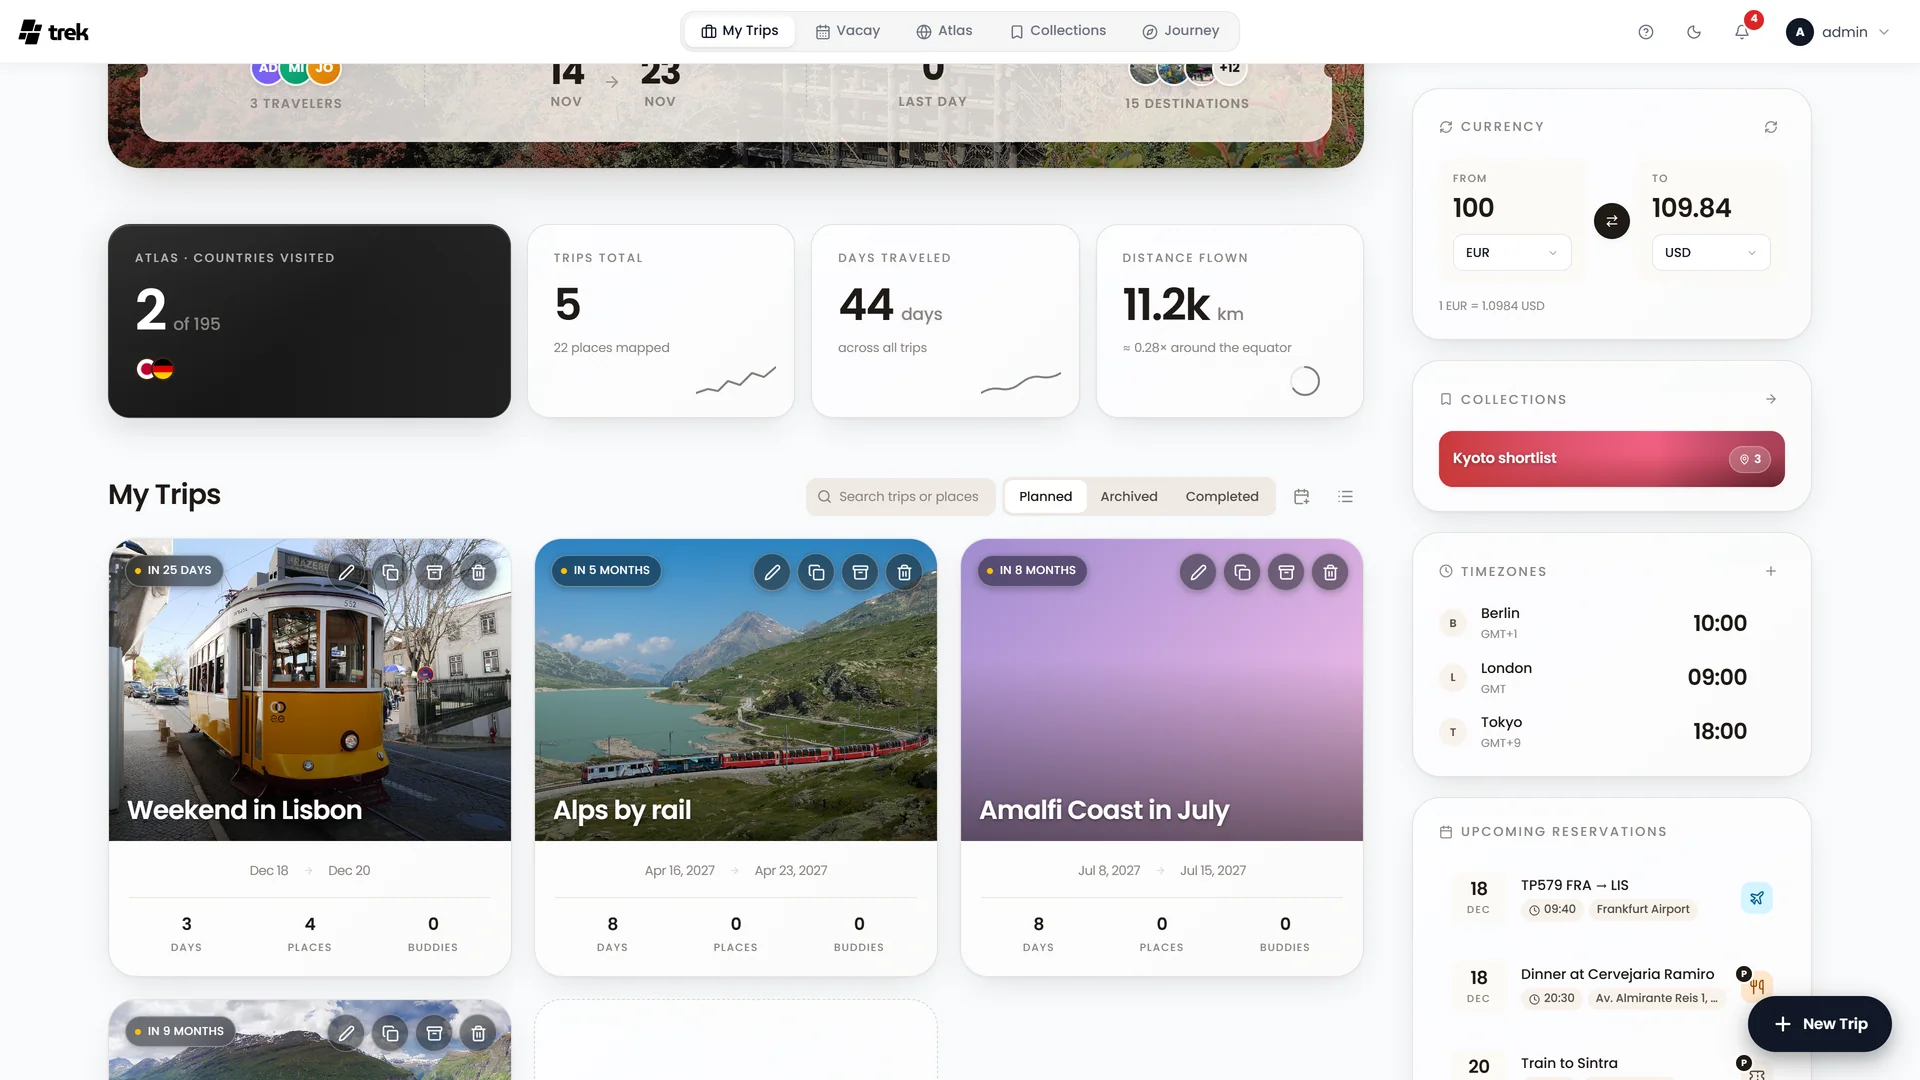 trek
My Trips
Vacay
Atlas
Collections
Journey
4
A
admin
AD
MI
JO
3 TRAVELERS
14
NOV
23
NOV
0
LAST DAY
+12
15 DESTINATIONS
ATLAS · COUNTRIES VISITED
2 of 195
TRIPS TOTAL
5
22 places mapped
DAYS TRAVELED
44 days
across all trips
DISTANCE FLOWN
11.2k km
≈ 0.28× around the equator
My Trips
Search trips or places
Planned
Archived
Completed
IN 25 DAYS
552
Weekend in Lisbon
Dec 18 → Dec 20
3
DAYS
4
PLACES
0
BUDDIES
IN 5 MONTHS
Alps by rail
Apr 16, 2027 → Apr 23, 2027
8
DAYS
0
PLACES
0
BUDDIES
IN 8 MONTHS
Amalfi Coast in July
Jul 8, 2027 → Jul 15, 2027
8
DAYS
0
PLACES
0
BUDDIES
IN 9 MONTHS
CURRENCY
FROM
100
EUR
TO
109.84
USD
1 EUR = 1.0984 USD
COLLECTIONS
Kyoto shortlist
3
TIMEZONES
B
Berlin
GMT+1
10:00
L
London
GMT
09:00
T
Tokyo
GMT+9
18:00
UPCOMING RESERVATIONS
18
DEC
TP579 FRA → LIS
09:40
Frankfurt Airport
18
DEC
Dinner at Cervejaria Ramiro
20:30
Av. Almirante Reis 1, ...
P
20
Train to Sintra
P
New Trip